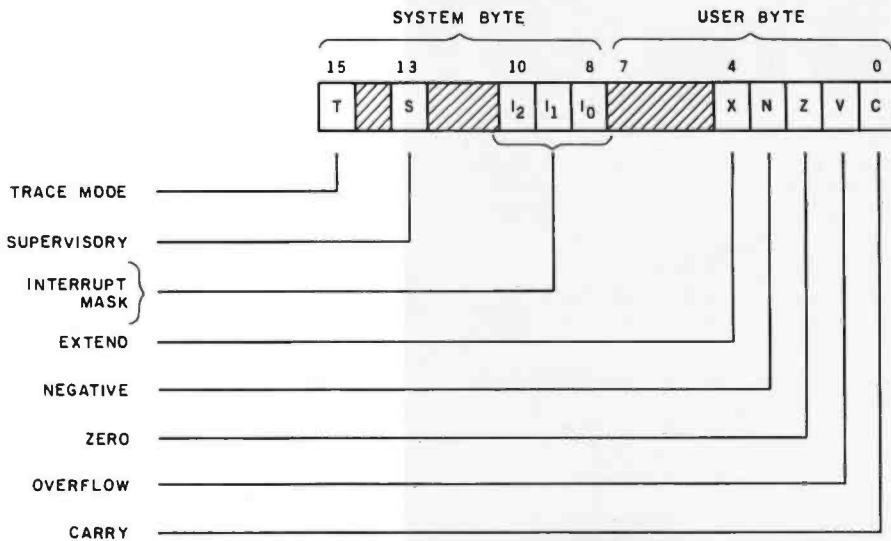 SYSTEM BYTE USER BYTE
15 13 10 8 7 4 0
T S I₂ I₁ I₀ X N Z V C
TRACE MODE
SUPERVISORY
INTERRUPT
MASK
EXTEND
NEGATIVE
ZERO
OVERFLOW
CARRY